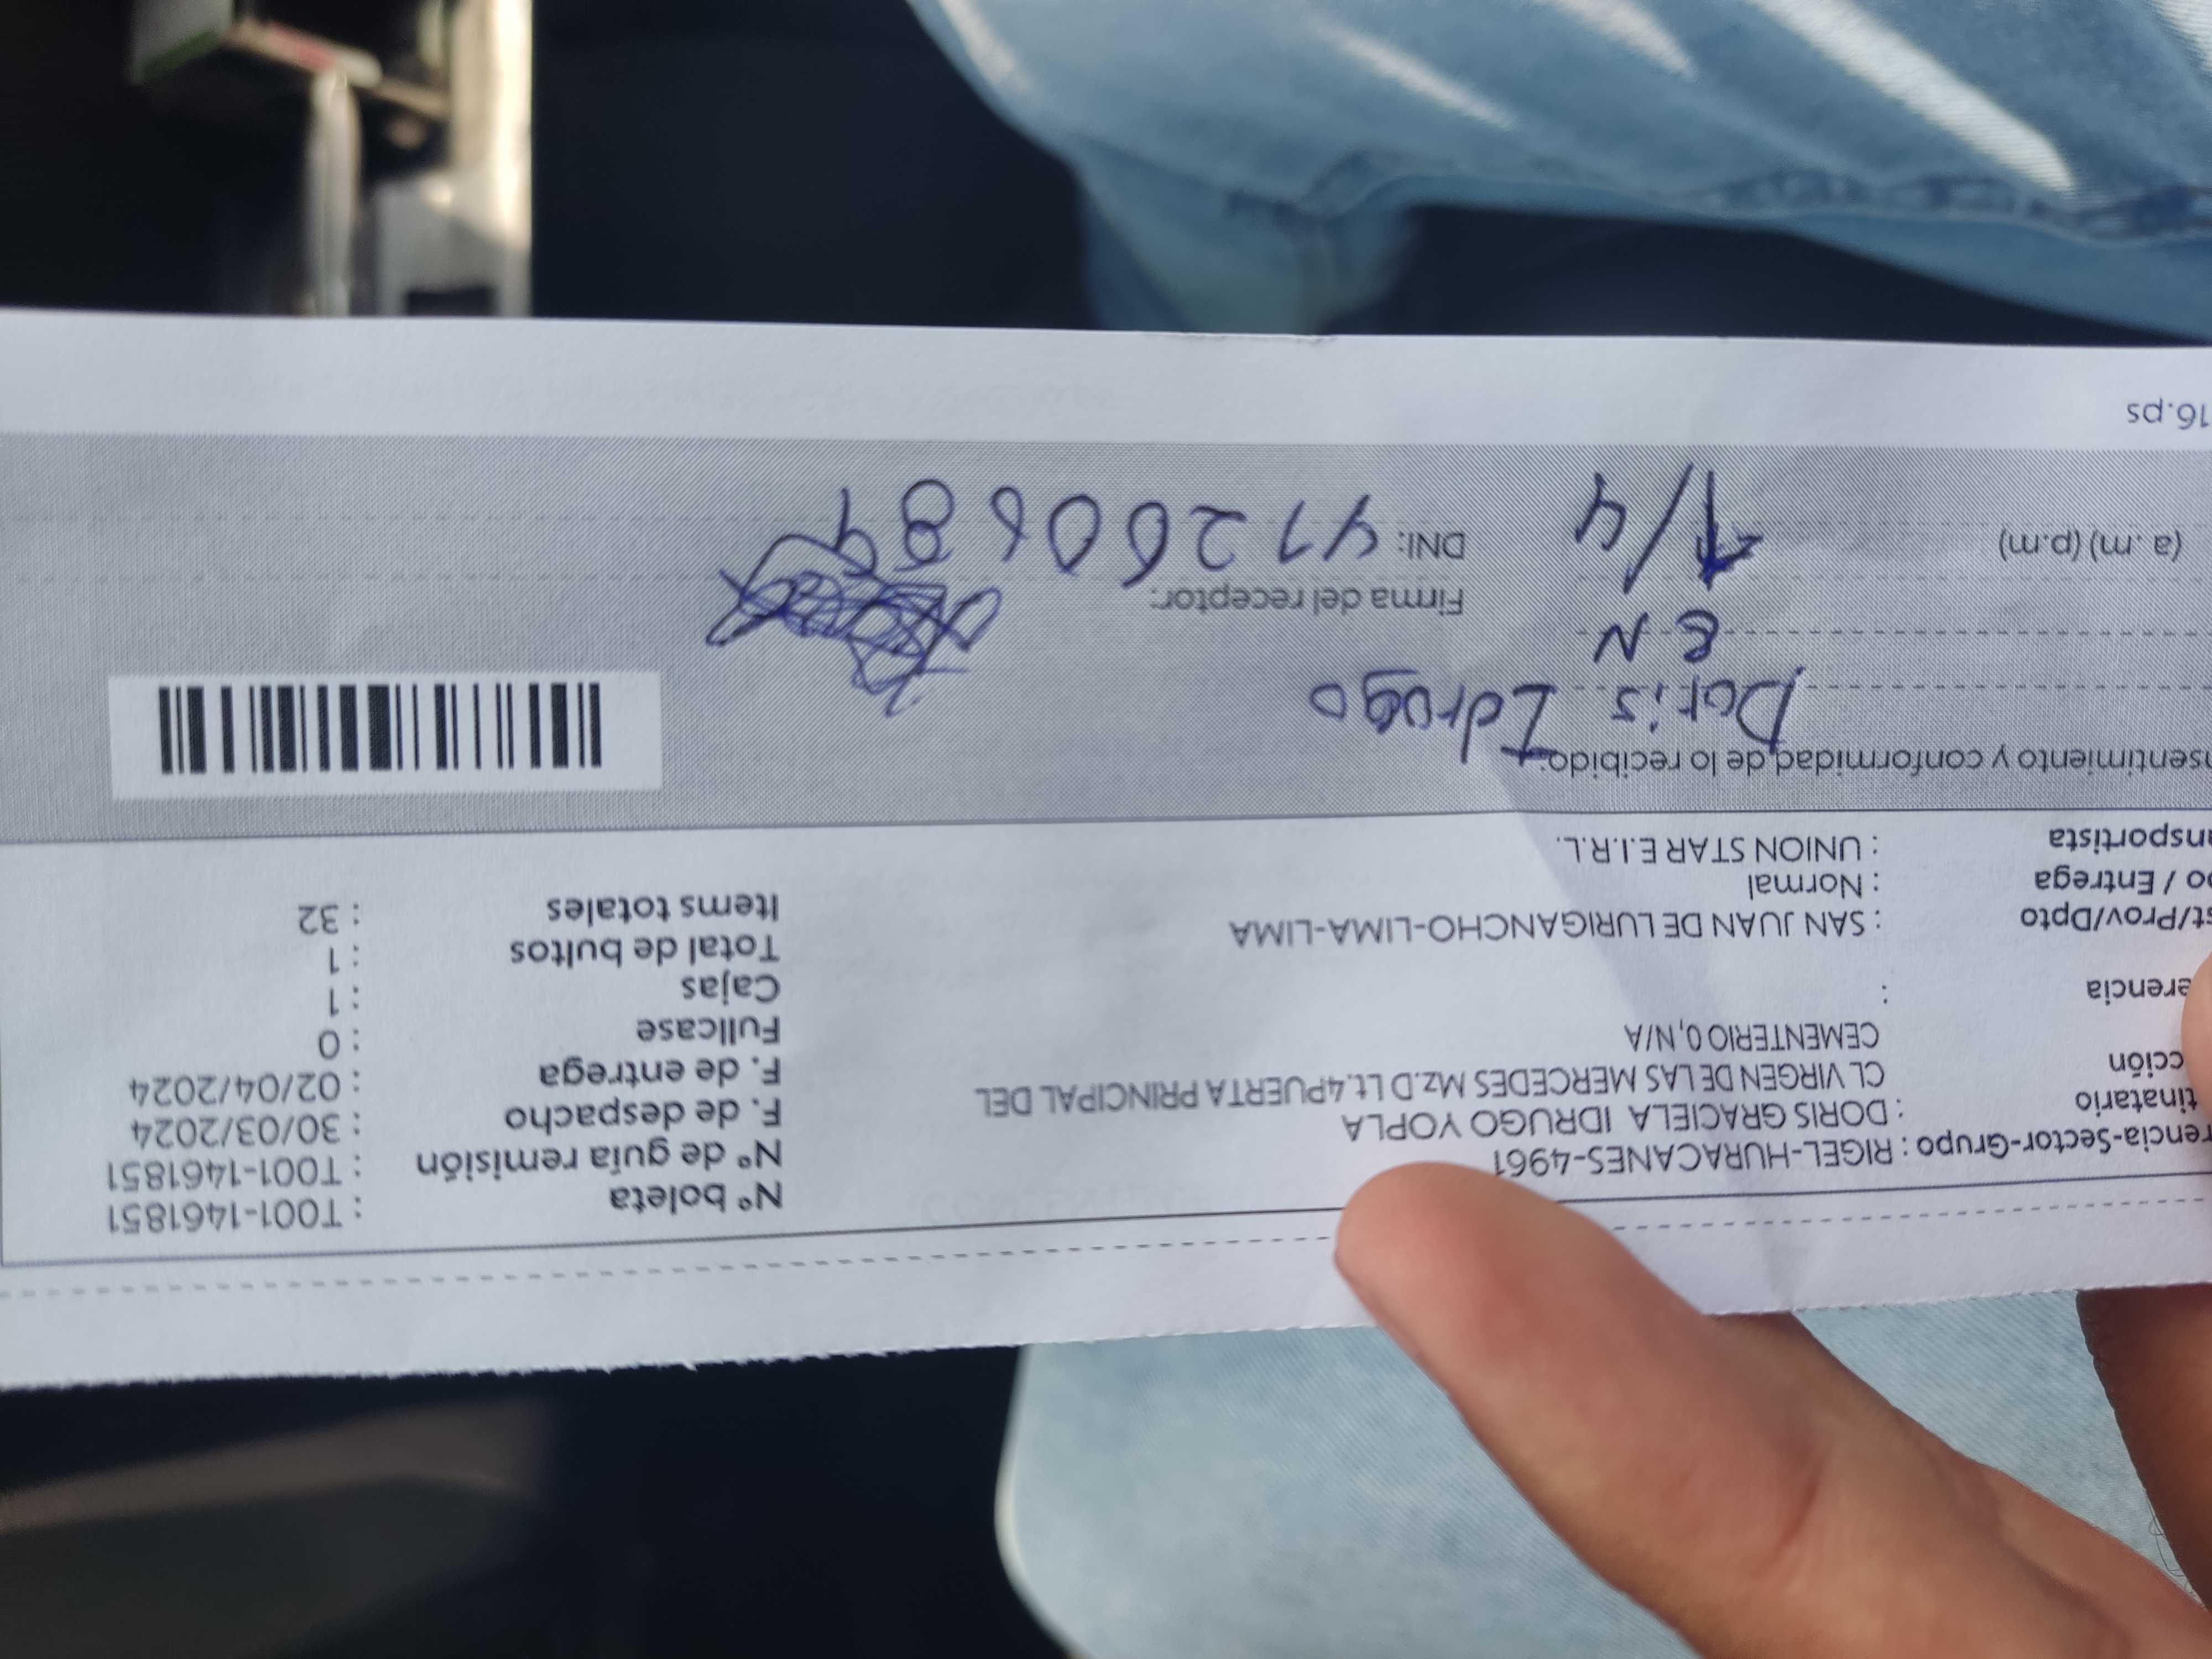 Nº boleta : T001-1461851
rencia-Sector-Grupo : RIGEL-HURACANES-4961
Nº de guía remisión : T001-1461851
tinatario : DORIS GRACIELA IDRUGO YOPLA
F. de despacho : 30/03/2024
cción CL VIRGEN DE LAS MERCEDES Mz.D Lt.4PUERTA PRINCIPAL DEL
F. de entrega : 02/04/2024
CEMENTERIO 0,N/A
Fullcase : 0
erencia :
Cajas : 1
st/Prov/Dpto : SAN JUAN DE LURIGANCHO-LIMA-LIMA
Total de bultos : 1
o / Entrega : Normal
Items totales : 32
nsportista : UNION STAR E.I.R.L.
sentimiento y conformidad de lo recibido:
Doris Idrugo
EN
Firma del receptor:
(a.m) (p.m)
1/4
DNI: 41260689
16.ps